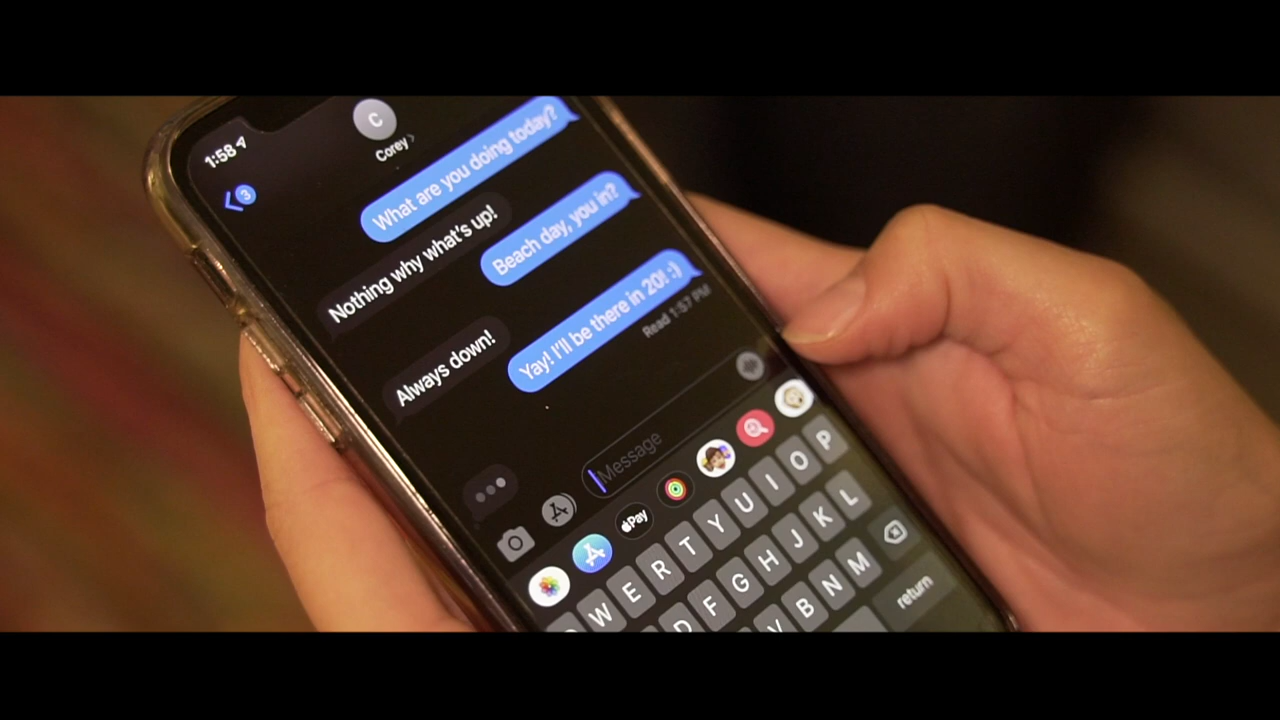 1:58
C
3
Corey
What are you doing today?
Nothing why what's up!
Beach day, you in?
Always down!
Yay! I'll be there in 20! :)
Read 1:57 PM
Message
Pay
W E R T Y U I O P
D F G H J K L
V B N M
return